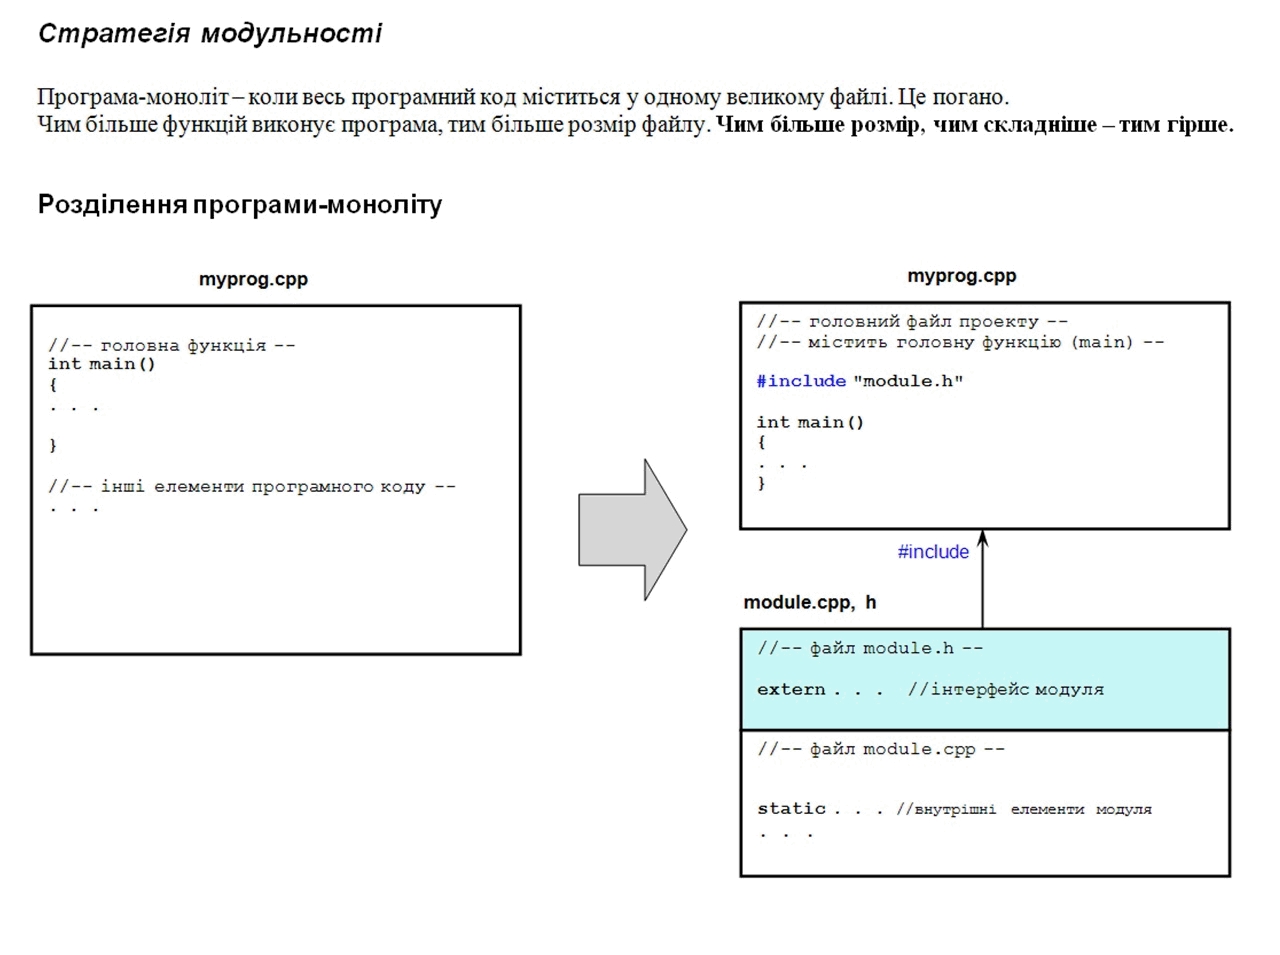 Стратегія модульності
Програма-моноліт – коли весь програмний код міститься у одному великому файлі. Це погано.
Чим більше функцій виконує програма, тим більше розмір файлу. Чим більше розмір, чим складніше – тим гірше.
Розділення програми-моноліту
myprog.cpp
//-- головна функція --
int main()
{
. . .
}
//-- інші елементи програмного коду --
. . .
myprog.cpp
//-- головний файл проекту --
//-- містить головну функцію (main) --
#include "module.h"
int main()
{
. . .
}
#include
module.cpp, h
//-- файл module.h --
extern . . . //інтерфейс модуля
//-- файл module.cpp --
static . . . //внутрішні елементи модуля
. . .